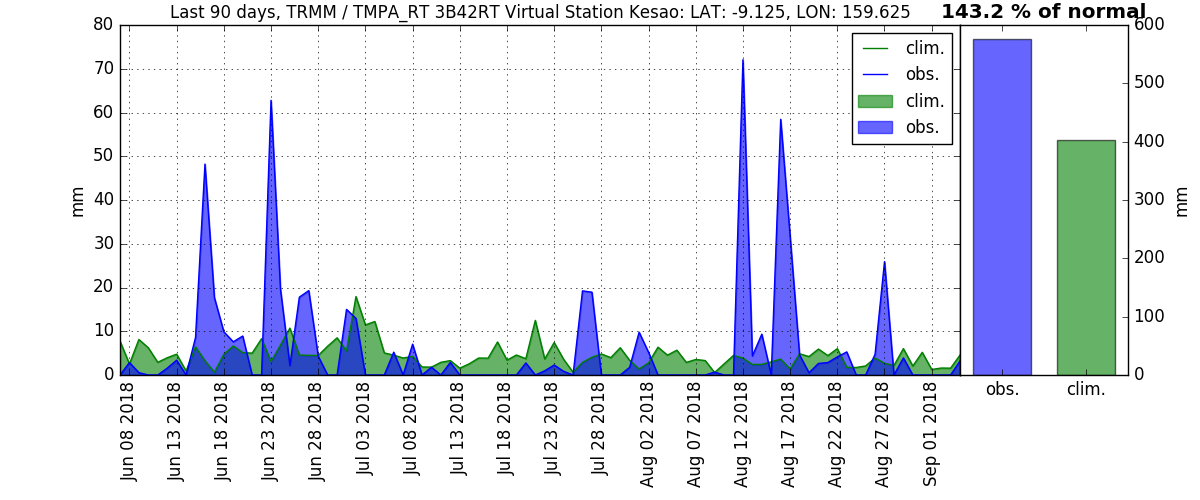 Last 90 days, TRMM / TMPA_RT 3B42RT Virtual Station Kesao: LAT: -9.125, LON: 159.625
143.2 % of normal
80
70
60
50
40
30
20
10
0
mm
clim.
obs.
clim.
obs.
Jun 08 2018
Jun 13 2018
Jun 18 2018
Jun 23 2018
Jun 28 2018
Jul 03 2018
Jul 08 2018
Jul 13 2018
Jul 18 2018
Jul 23 2018
Jul 28 2018
Aug 02 2018
Aug 07 2018
Aug 12 2018
Aug 17 2018
Aug 22 2018
Aug 27 2018
Sep 01 2018
600
500
400
300
200
100
0
mm
obs.
clim.